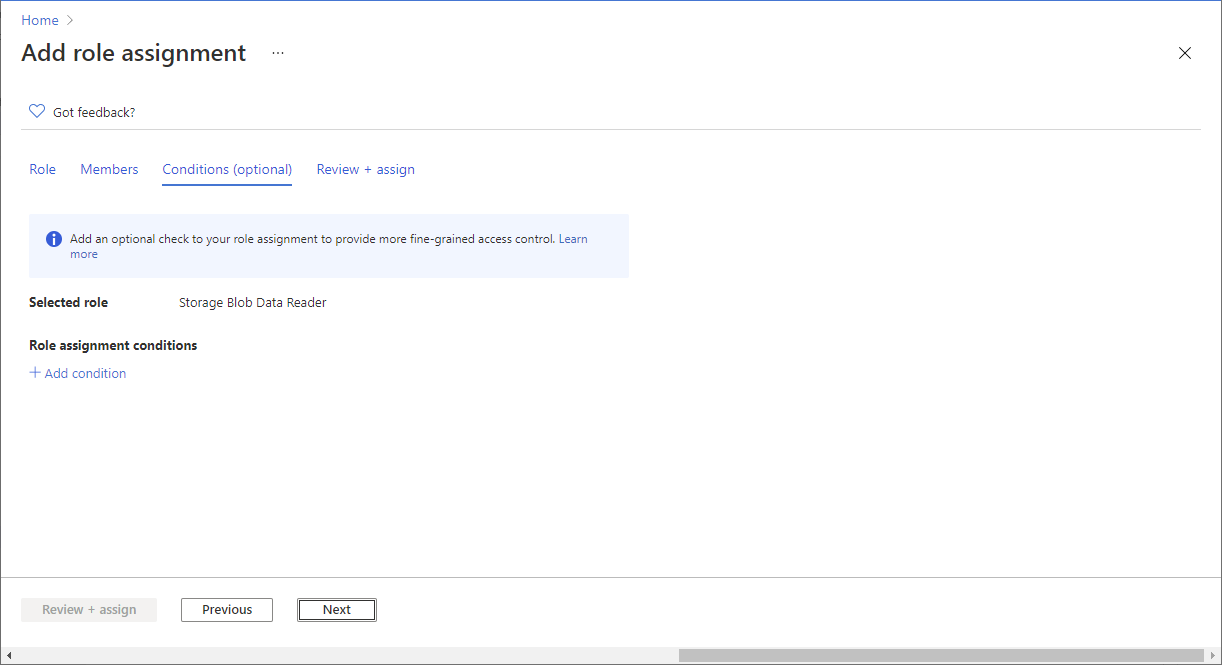 Home
Add role assignment ...
Got feedback?
Role Members Conditions (optional) Review + assign
Add an optional check to your role assignment to provide more fine-grained access control. Learn
more
Selected role Storage Blob Data Reader
Role assignment conditions
+ Add condition
Review + assign Previous Next